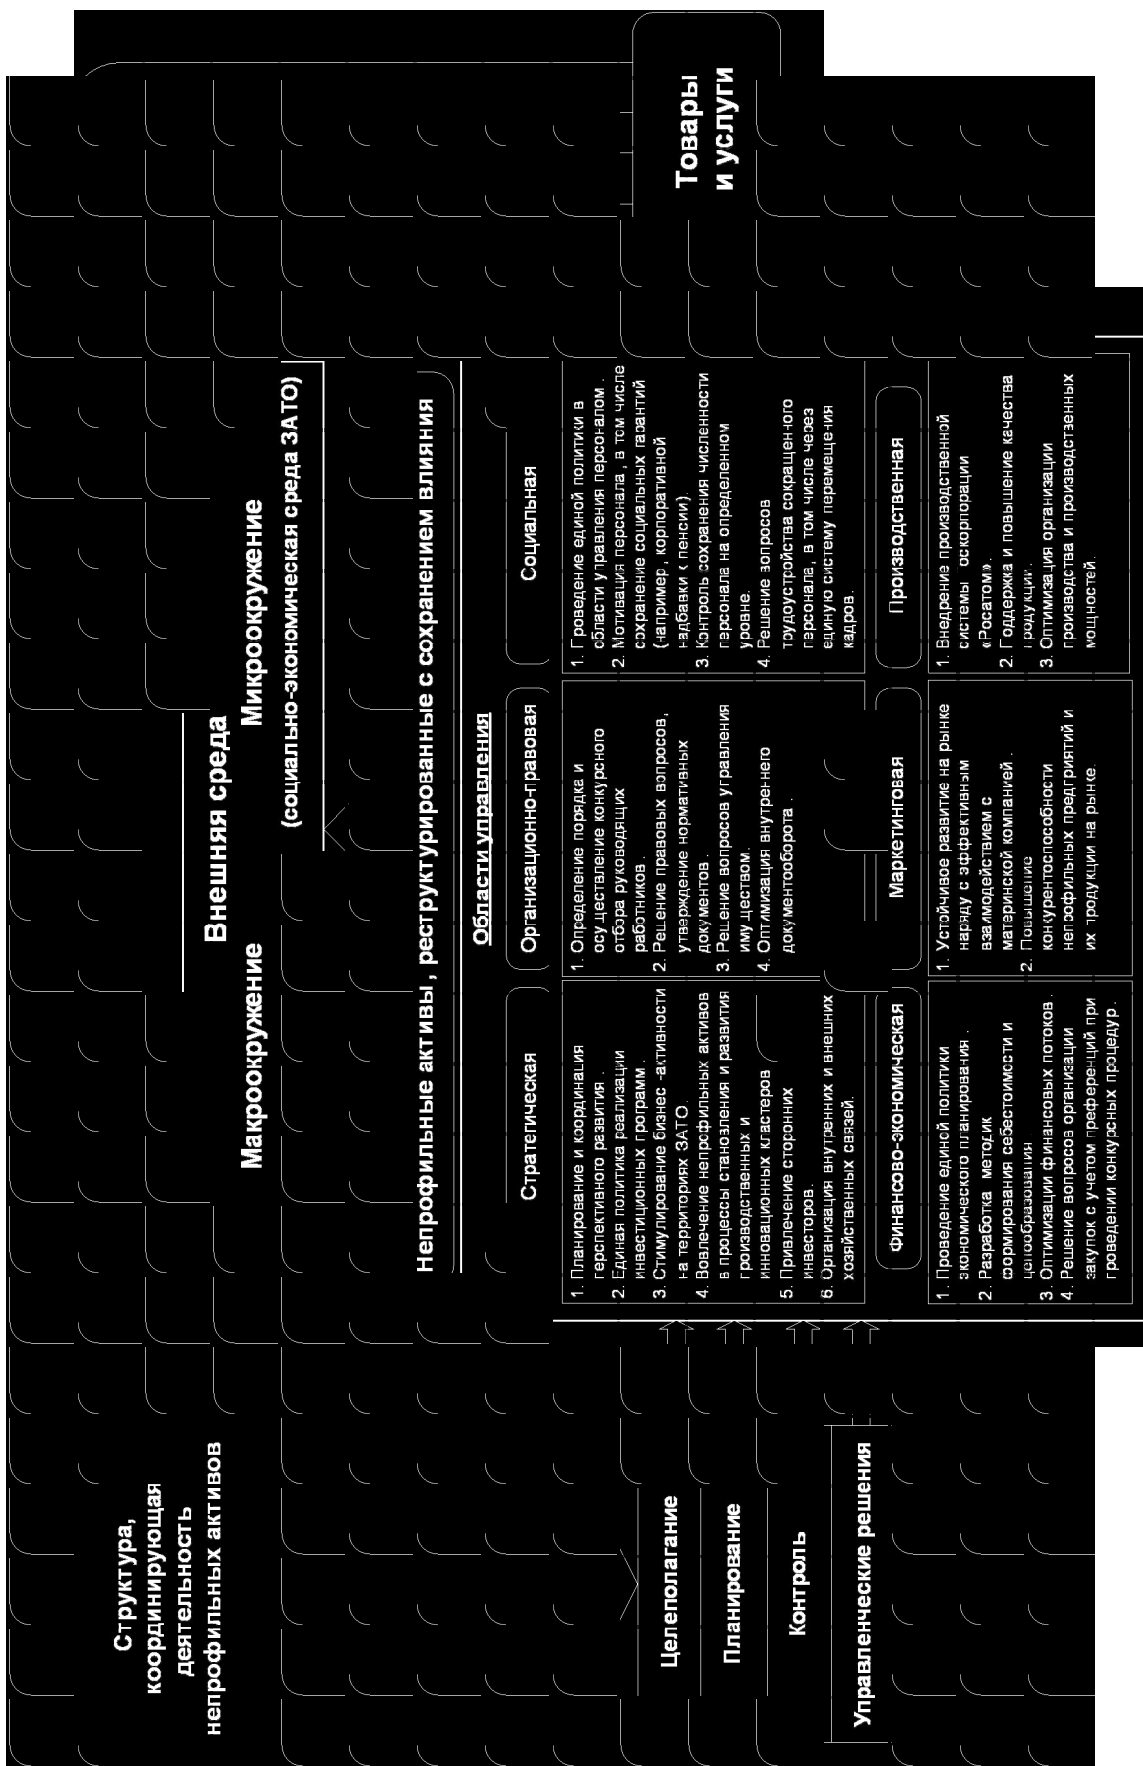 Структура,
координирующая
деятельность
непрофильных активов
Целеполагание
Планирование
Контроль
Управленческие решения
Внешняя среда
Макроокружение
Микроокружение
(социально-экономическая среда ЗАТО)
Непрофильные активы, реструктурированные с сохранением влияния
Области управления
Стратегическая
1. Планирование и координация
перспективного развития.
2. Единая политика реализации
инвестиционных программ.
3. Стимулирование бизнес-активности
на территориях ЗАТО.
4. Вовлечение непрофильных активов
в процессы становления и развития
производственных и
инновационных кластеров
5. Привлечение сторонних
инвесторов.
6. Организация внутренних и внешних
хозяйственных связей.
Организационно-правовая
1. Определение порядка и
осуществление конкурсного
отбора руководящих
работников.
2. Решение правовых вопросов,
утверждение нормативных
документов.
3. Решение вопросов управления
имуществом.
4. Оптимизация внутреннего
документооборота.
Социальная
1. Проведение единой политики в
области управления персоналом.
2. Мотивация персонала, в том числе
сохранение социальных гарантий
(например, корпоративной
надбавки к пенсии).
3. Контроль сохранения численности
персонала на определенном
уровне.
4. Решение вопросов
трудоустройства сокращенного
персонала, в том числе через
единую систему перемещения
кадров.
Финансово-экономическая
1. Проведение единой политики
экономического планирования.
2. Разработка методик
формирования себестоимости и
ценообразования
3. Оптимизации финансовых потоков.
4. Решение вопросов организации
закупок с учетом преференций при
проведении конкурсных процедур.
Маркетинговая
1. Устойчивое развитие на рынке
наряду с эффективным
взаимодействием с
материнской компанией.
2. Повышение
конкурентоспособности
непрофильных предприятий и
их продукции на рынке.
Производственная
1. Внедрение производственной
системы оскорпорации
«Росатом».
2. Поддержка и повышение качества
продукции.
3. Оптимизация организации
производства и производственных
мощностей.
Товары
и услуги